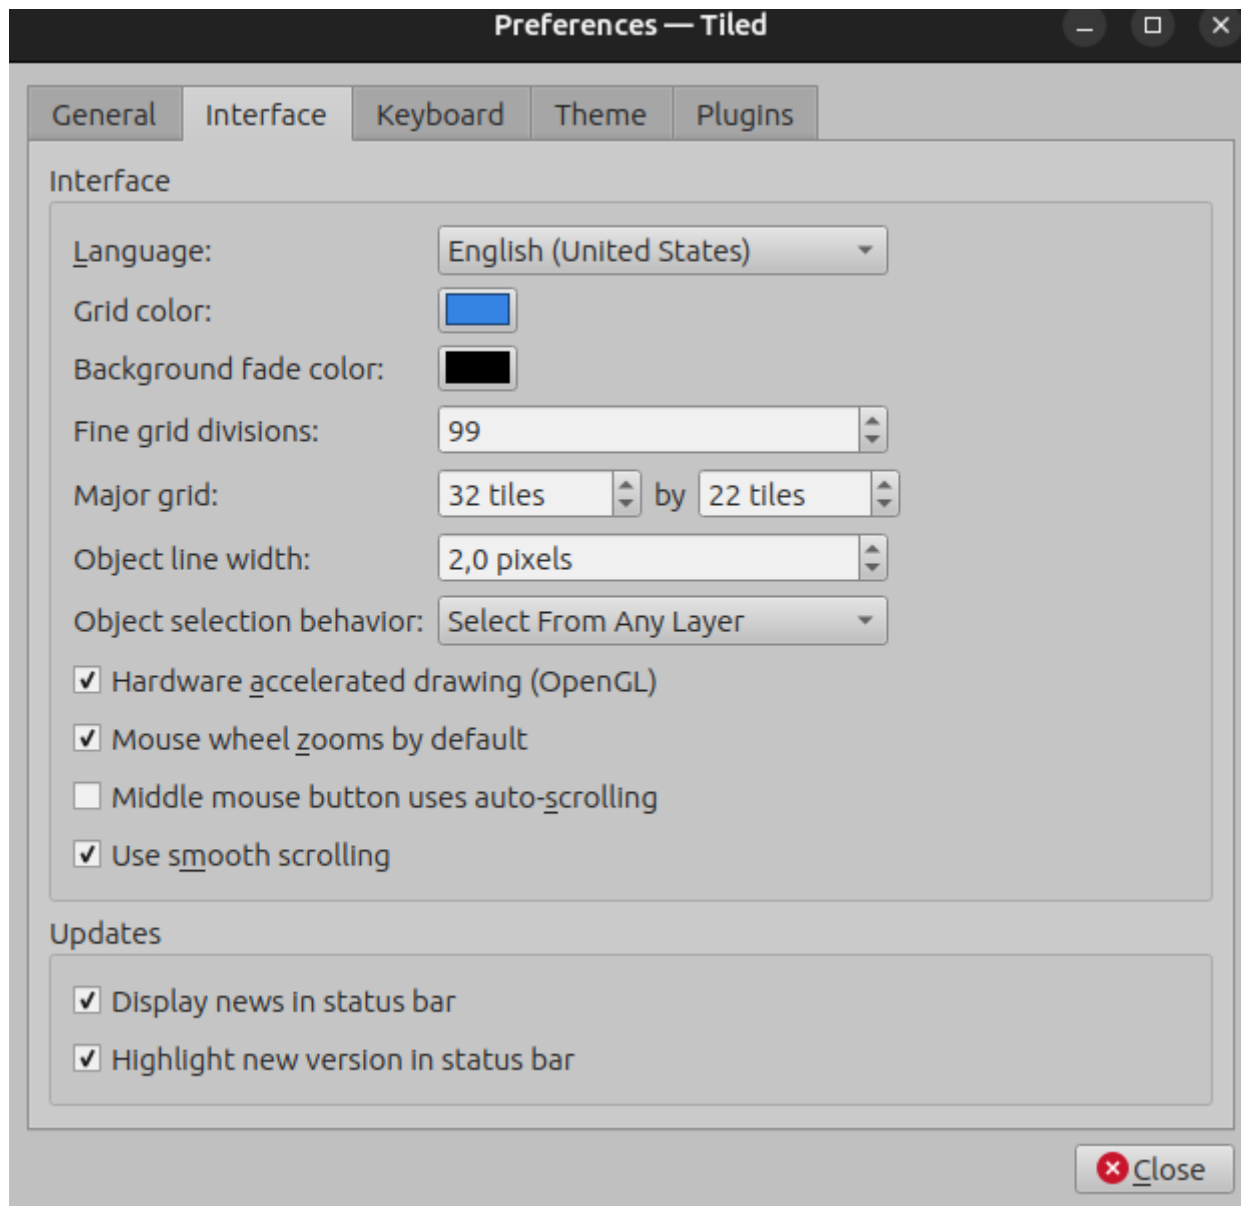 Preferences — Tiled
General Interface Keyboard Theme Plugins
Interface
Language: English (United States)
Grid color:
Background fade color:
Fine grid divisions: 99
Major grid: 32 tiles by 22 tiles
Object line width: 2,0 pixels
Object selection behavior: Select From Any Layer
Hardware accelerated drawing (OpenGL)
Mouse wheel zooms by default
Middle mouse button uses auto-scrolling
Use smooth scrolling
Updates
Display news in status bar
Highlight new version in status bar
Close